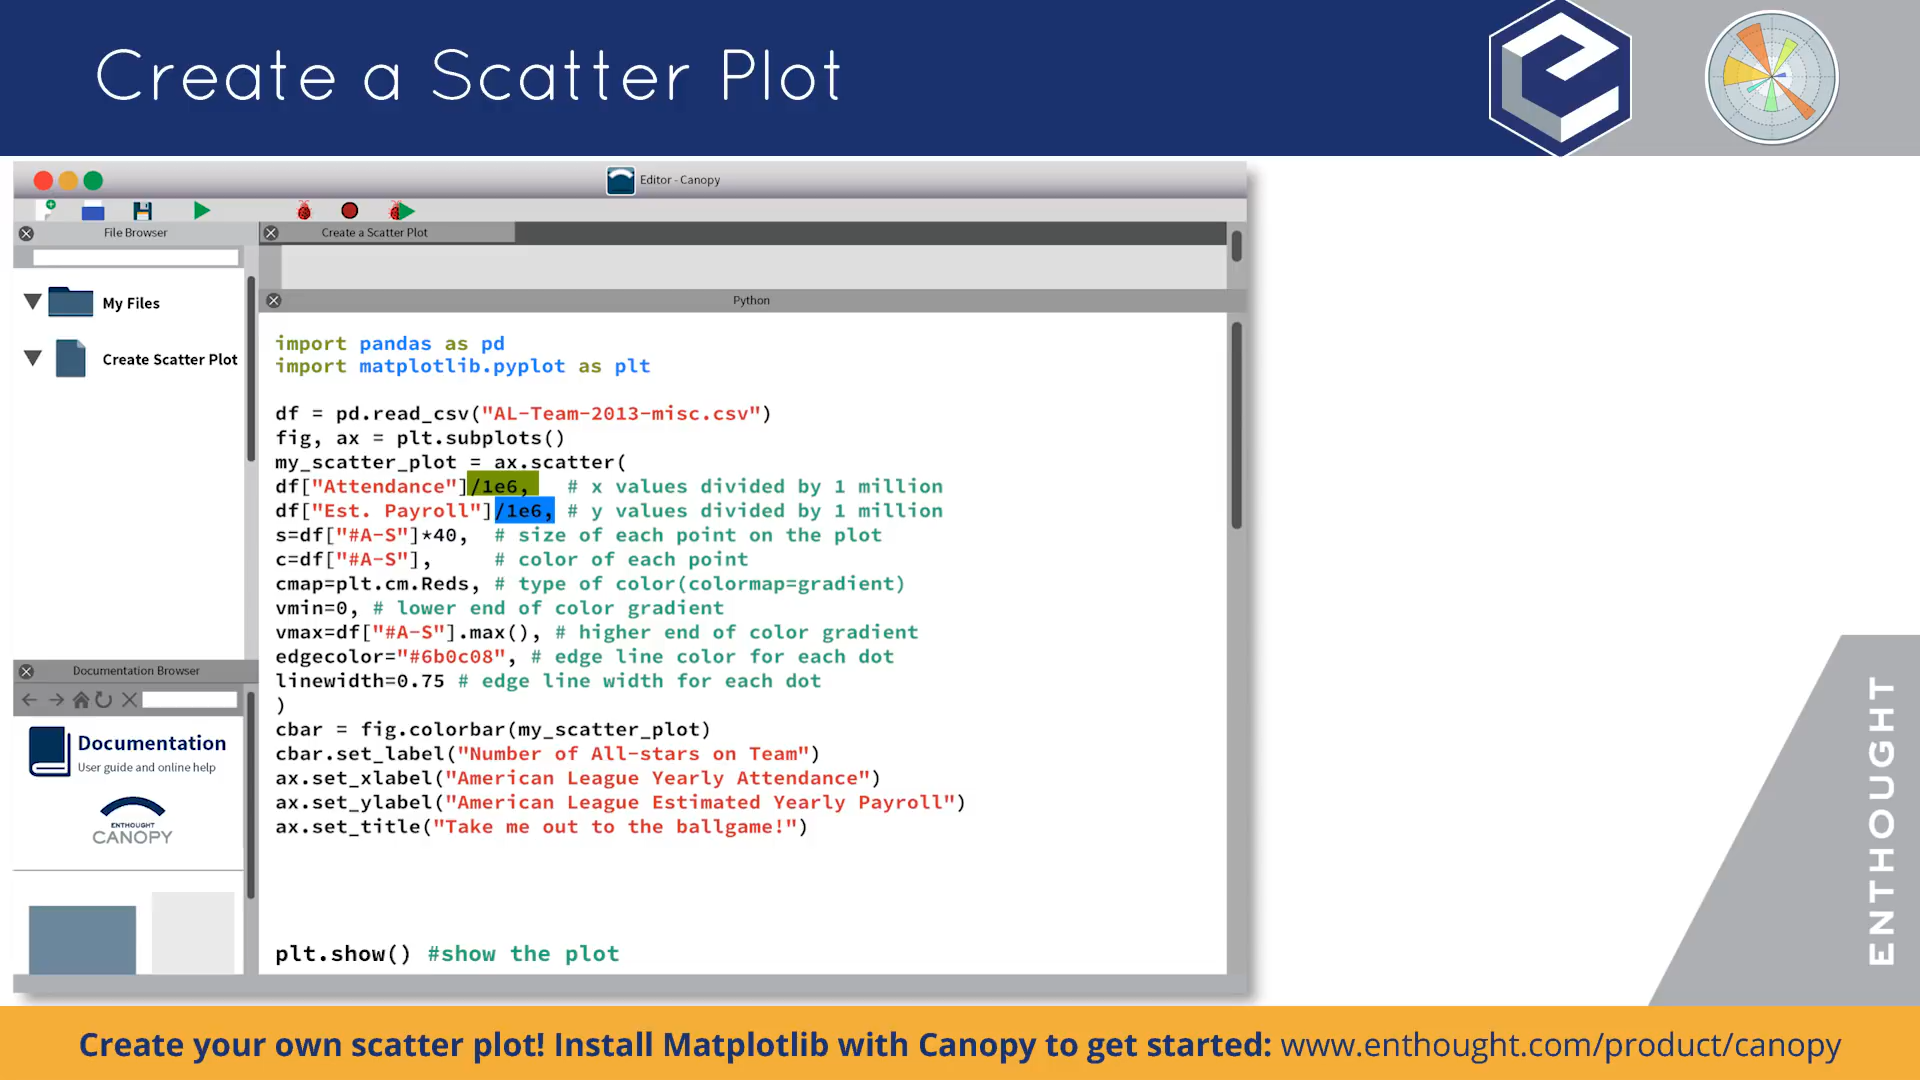 Create a Scatter Plot
Editor - Canopy
File Browser
Create a Scatter Plot
Python
My Files
Create Scatter Plot
import pandas as pd
import matplotlib.pyplot as plt
df = pd.read_csv("AL-Team-2013-misc.csv")
fig, ax = plt.subplots()
my_scatter_plot = ax.scatter(
df["Attendance"]/1e6, # x values divided by 1 million
df["Est. Payroll"]/1e6, # y values divided by 1 million
s=df["#A-S"]*40, # size of each point on the plot
c=df["#A-S"], # color of each point
cmap=plt.cm.Reds, # type of color(colormap=gradient)
vmin=0, # lower end of color gradient
vmax=df["#A-S"].max(), # higher end of color gradient
edgecolor="#6b0c08", # edge line color for each dot
linewidth=0.75 # edge line width for each dot
)
cbar = fig.colorbar(my_scatter_plot)
cbar.set_label("Number of All-stars on Team")
ax.set_xlabel("American League Yearly Attendance")
ax.set_ylabel("American League Estimated Yearly Payroll")
ax.set_title("Take me out to the ballgame!")
plt.show() #show the plot
Documentation Browser
Documentation
User guide and online help
ENTHOUGHT
CANOPY
ENTHOUGHT
Create your own scatter plot! Install Matplotlib with Canopy to get started: www.enthought.com/product/canopy